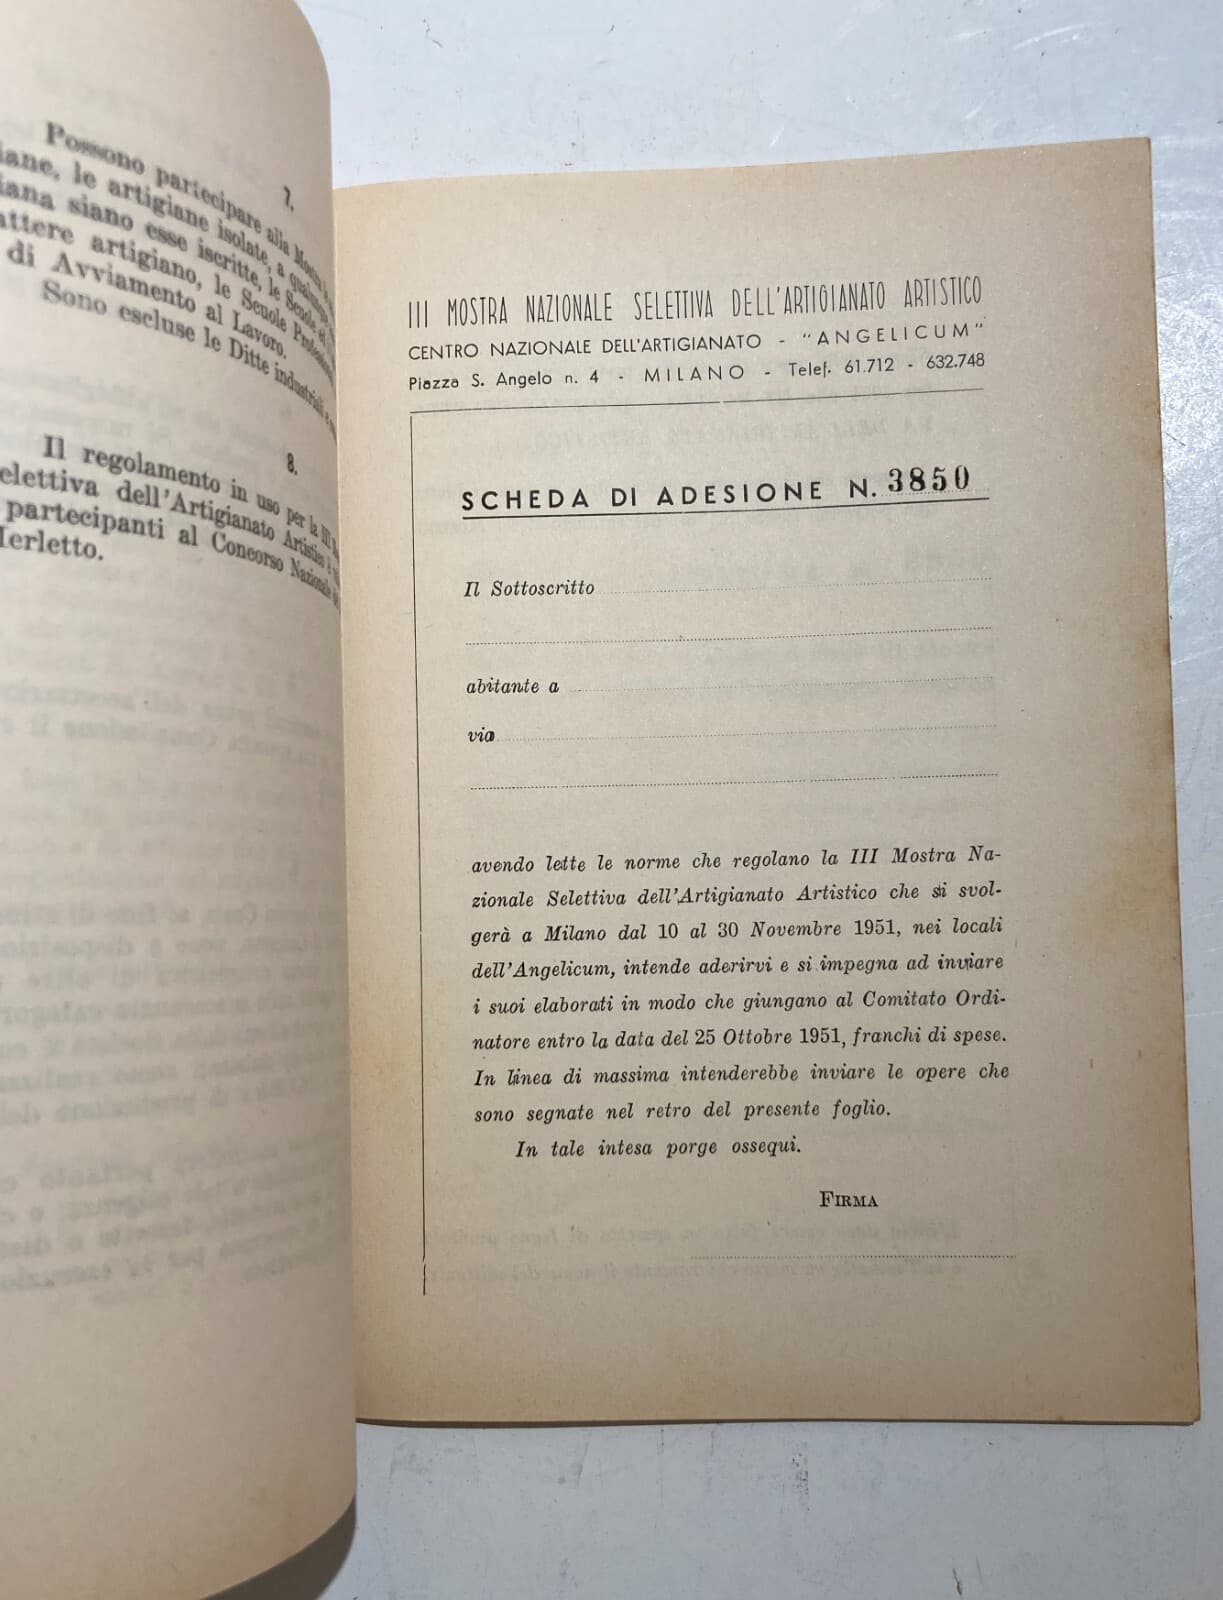 7.
Possono partecipare alla Mostra
le artigiane isolate, a
siano esse iscritte, le Scuole
artigiano, le Scuole
di Avviamento al Lavoro.
Sono escluse le Ditte industriali
8.
Il regolamento in uso per la III
dell'Artigianato Artistico è
partecipanti al Concorso Nazionale
III MOSTRA NAZIONALE SELETTIVA DELL'ARTIGIANATO ARTISTICO
CENTRO NAZIONALE DELL'ARTIGIANATO - "ANGELICUM"
Piazza S. Angelo n. 4 - MILANO - Telef. 61.712 - 632.748
SCHEDA DI ADESIONE N. 3850
Il Sottoscritto
abitante a
via
avendo lette le norme che regolano la III Mostra Na-
zionale Selettiva dell'Artigianato Artistico che si svol-
gerà a Milano dal 10 al 30 Novembre 1951, nei locali
dell'Angelicum, intende aderirvi e si impegna ad inviare
i suoi elaborati in modo che giungano al Comitato Ordi-
natore entro la data del 25 Ottobre 1951, franchi di spese.
In linea di massima intenderebbe inviare le opere che
sono segnate nel retro del presente foglio.
In tale intesa porge ossequi.
FIRMA